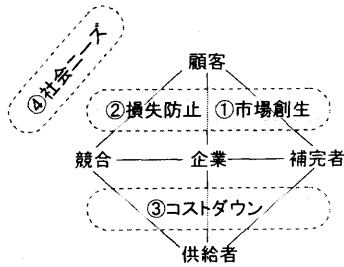 顧客
④社会ニーズ
②損失防止 ①市場創生
競合 企業 補完者
③コストダウン
供給者